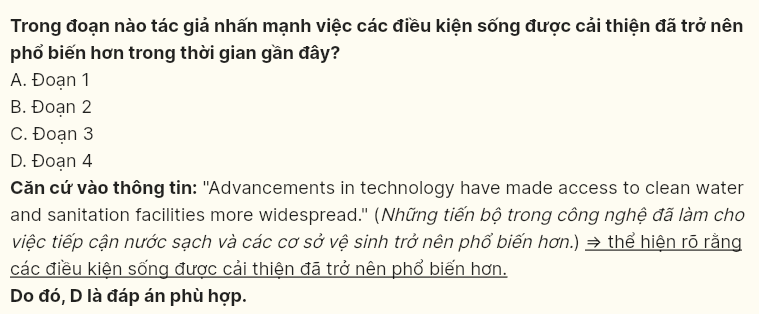 Trong đoạn nào tác giả nhấn mạnh việc các điều kiện sống được cải thiện đã trở nên
phổ biến hơn trong thời gian gần đây?
A. Đoạn 1
B. Đoạn 2
C. Đoạn 3
D. Đoạn 4
Căn cứ vào thông tin: "Advancements in technology have made access to clean water
and sanitation facilities more widespread." (Những tiến bộ trong công nghệ đã làm cho
việc tiếp cận nước sạch và các cơ sở vệ sinh trở nên phổ biến hơn.) => thể hiện rõ rằng
các điều kiện sống được cải thiện đã trở nên phổ biến hơn.
Do đó, D là đáp án phù hợp.